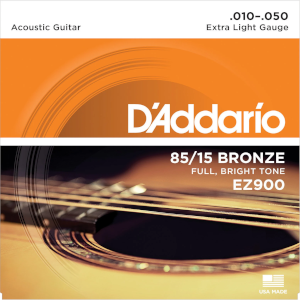 Acoustic Guitar
.010–.050
Extra Light Gauge
D'Addario
85/15 BRONZE
FULL, BRIGHT TONE
EZ900
USA MADE